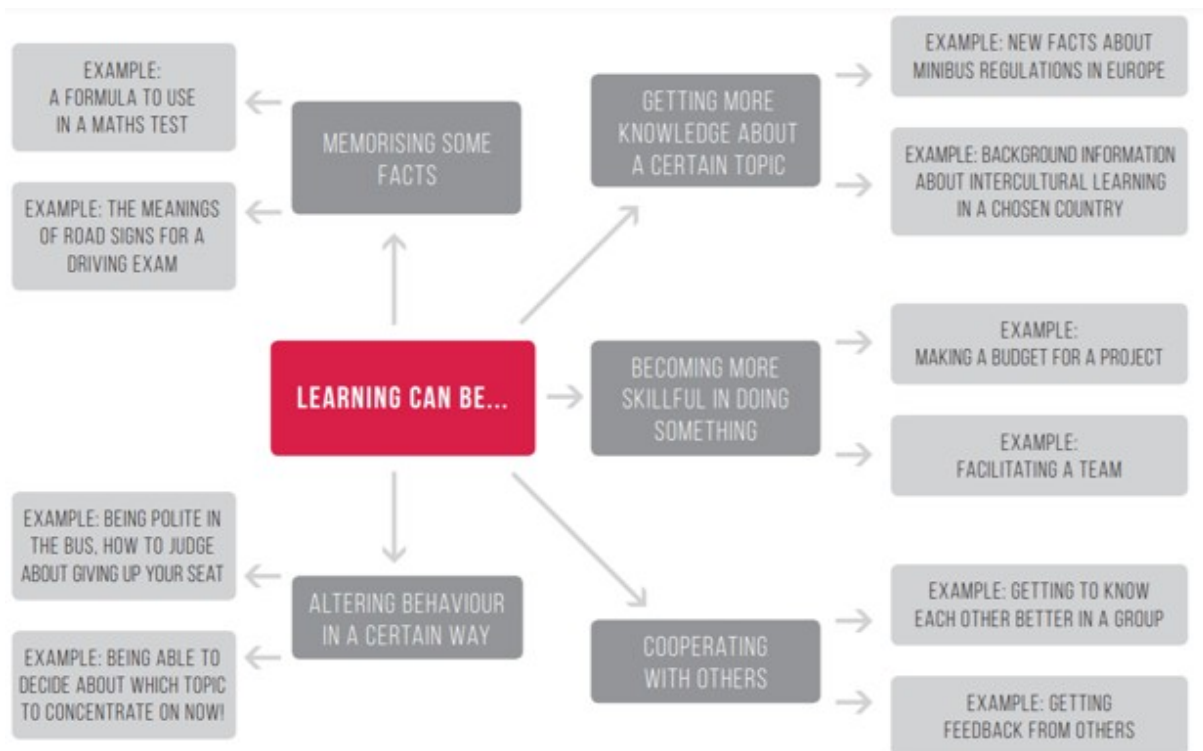 EXAMPLE:
A FORMULA TO USE
IN A MATHS TEST
EXAMPLE: THE MEANINGS
OF ROAD SIGNS FOR A
DRIVING EXAM
MEMORISING SOME
FACTS
GETTING MORE
KNOWLEDGE ABOUT
A CERTAIN TOPIC
EXAMPLE: NEW FACTS ABOUT
MINIBUS REGULATIONS IN EUROPE
EXAMPLE: BACKGROUND INFORMATION
ABOUT INTERCULTURAL LEARNING
IN A CHOSEN COUNTRY
LEARNING CAN BE...
BECOMING MORE
SKILLFUL IN DOING
SOMETHING
EXAMPLE:
MAKING A BUDGET FOR A PROJECT
EXAMPLE:
FACILITATING A TEAM
EXAMPLE: BEING POLITE IN
THE BUS, HOW TO JUDGE
ABOUT GIVING UP YOUR SEAT
EXAMPLE: BEING ABLE TO
DECIDE ABOUT WHICH TOPIC
TO CONCENTRATE ON NOW!
ALTERING BEHAVIOUR
IN A CERTAIN WAY
COOPERATING
WITH OTHERS
EXAMPLE: GETTING TO KNOW
EACH OTHER BETTER IN A GROUP
EXAMPLE: GETTING
FEEDBACK FROM OTHERS